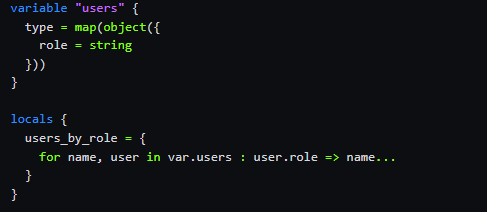 variable "users" {
  type = map(object({
    role = string
  }))
}

locals {
  users_by_role = {
    for name, user in var.users : user.role => name...
  }
}